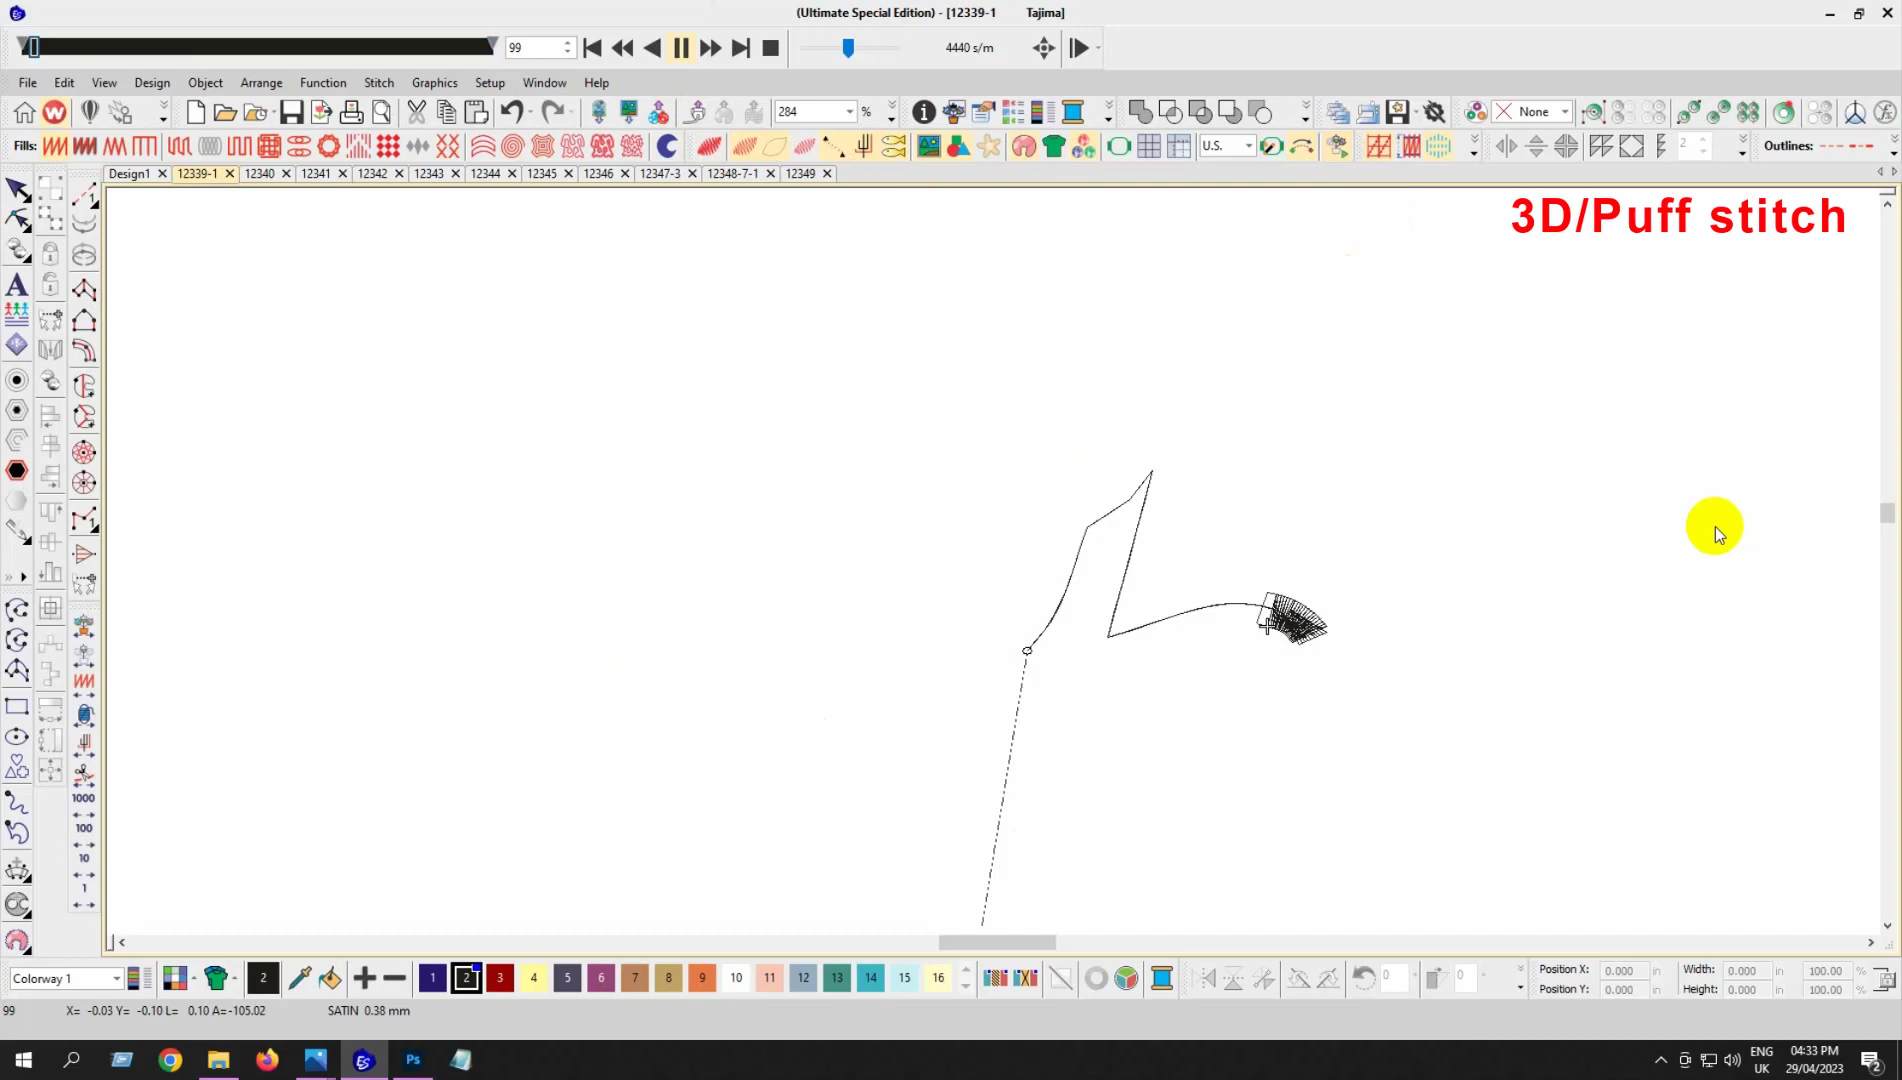 (Ultimate Special Edition) - [12339-1 Tajima]
99
4440 s/m
File Edit View Design Object Arrange Function Stitch Graphics Setup Window Help
284 %
None
Fills:
U.S.
2
Outlines:
Design1 12339-1 12340 12341 12342 12343 12344 12345 12346 12347-3 12348-7-1 12349
3D/Puff stitch
1000
100
10
1
Colorway 1
2
1 2 3 4 5 6 7 8 9 10 11 12 13 14 15 16
0
0
Position X: 0.000 in Width: 0.000 in 100.00 %
Position Y: 0.000 in Height: 0.000 in 100.00 %
99 X= -0.03 Y= -0.10 L= 0.10 A=-105.02 SATIN 0.38 mm
ENG 04:33 PM
UK 29/04/2023
2